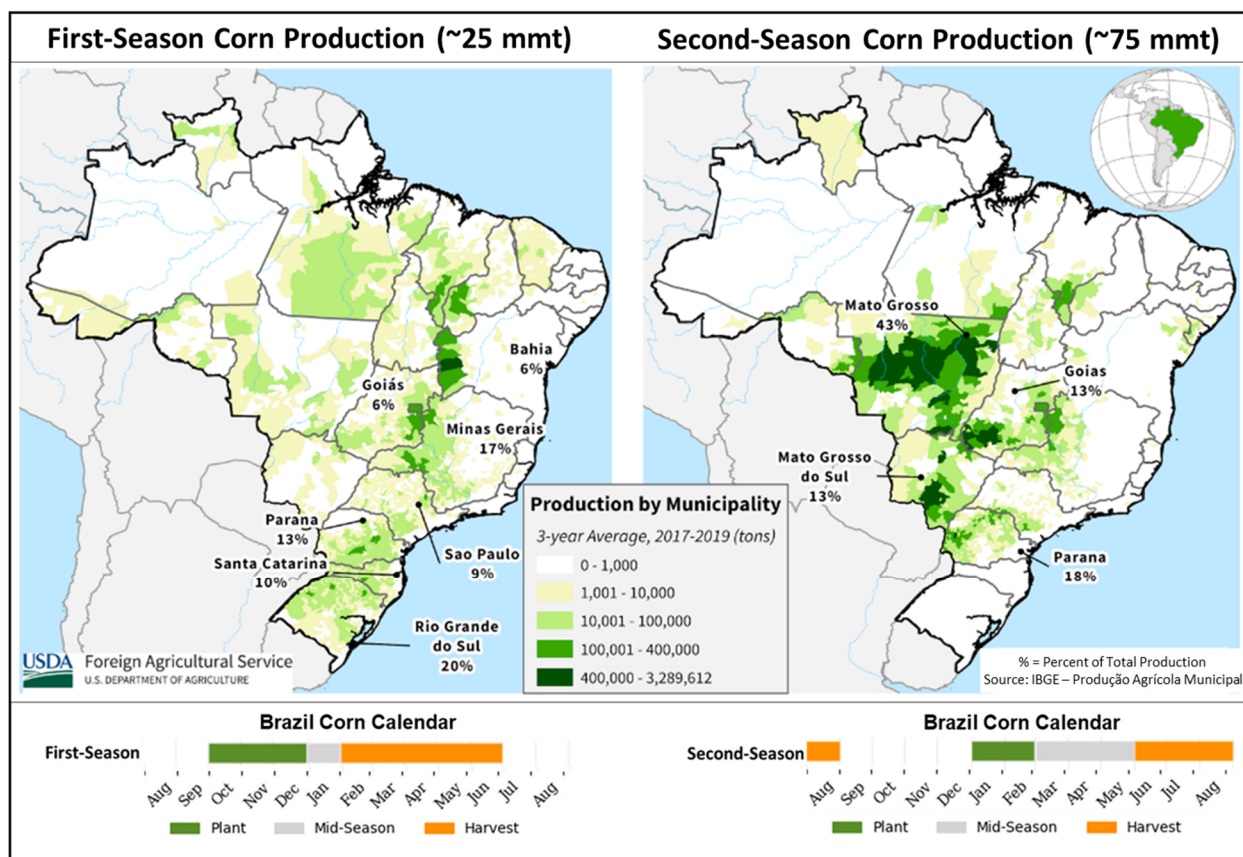 First-Season Corn Production (~25 mmt)
Second-Season Corn Production (~75 mmt)
Bahia
6%
Goiás
6%
Minas Gerais
17%
Parana
13%
Sao Paulo
9%
Santa Catarina
10%
Rio Grande
do Sul
20%
USDA
Foreign Agricultural Service
U.S. DEPARTMENT OF AGRICULTURE
Mato Grosso
43%
Goias
13%
Mato Grosso
do Sul
13%
Parana
18%
Production by Municipality
3-year Average, 2017-2019 (tons)
0 - 1,000
1,001 - 10,000
10,001 - 100,000
100,001 - 400,000
400,000 - 3,289,612
% = Percent of Total Production
Source: IBGE – Produção Agrícola Municipal
Brazil Corn Calendar
First-Season
Aug Sep Oct Nov Dec Jan Feb Mar Apr May Jun Jul Aug
Plant Mid-Season Harvest
Brazil Corn Calendar
Second-Season
Aug Sep Oct Nov Dec Jan Feb Mar Apr May Jun Jul Aug
Plant Mid-Season Harvest